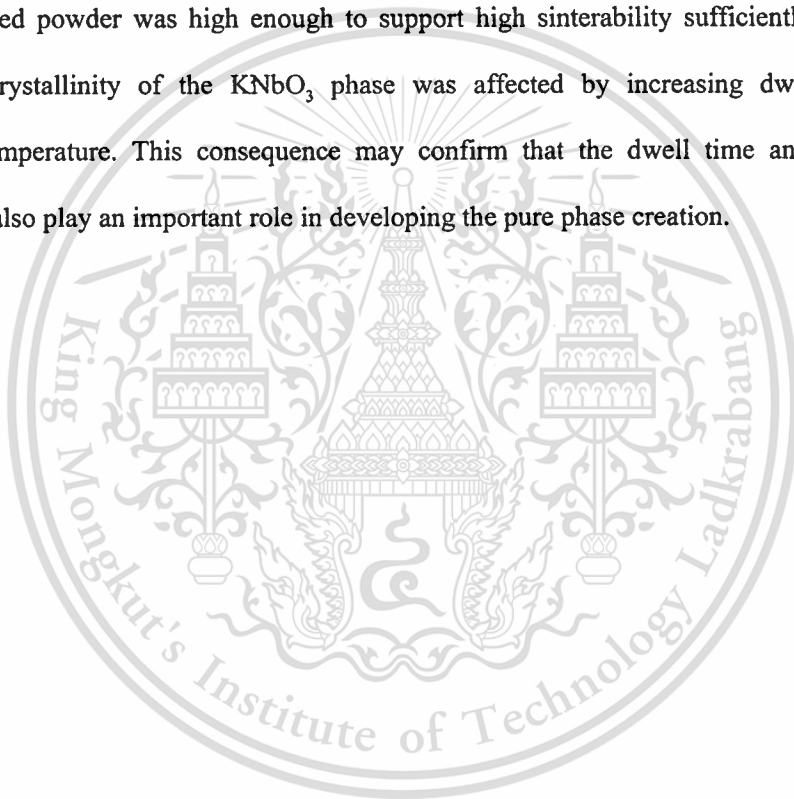 ed powder was high enough to support high sinterability sufficientl
rystallinity of the KNbO₃ phase was affected by increasing dw
mperature. This consequence may confirm that the dwell time an
also play an important role in developing the pure phase creation.
King Mongkut's Institute of Technology Ladkrabang